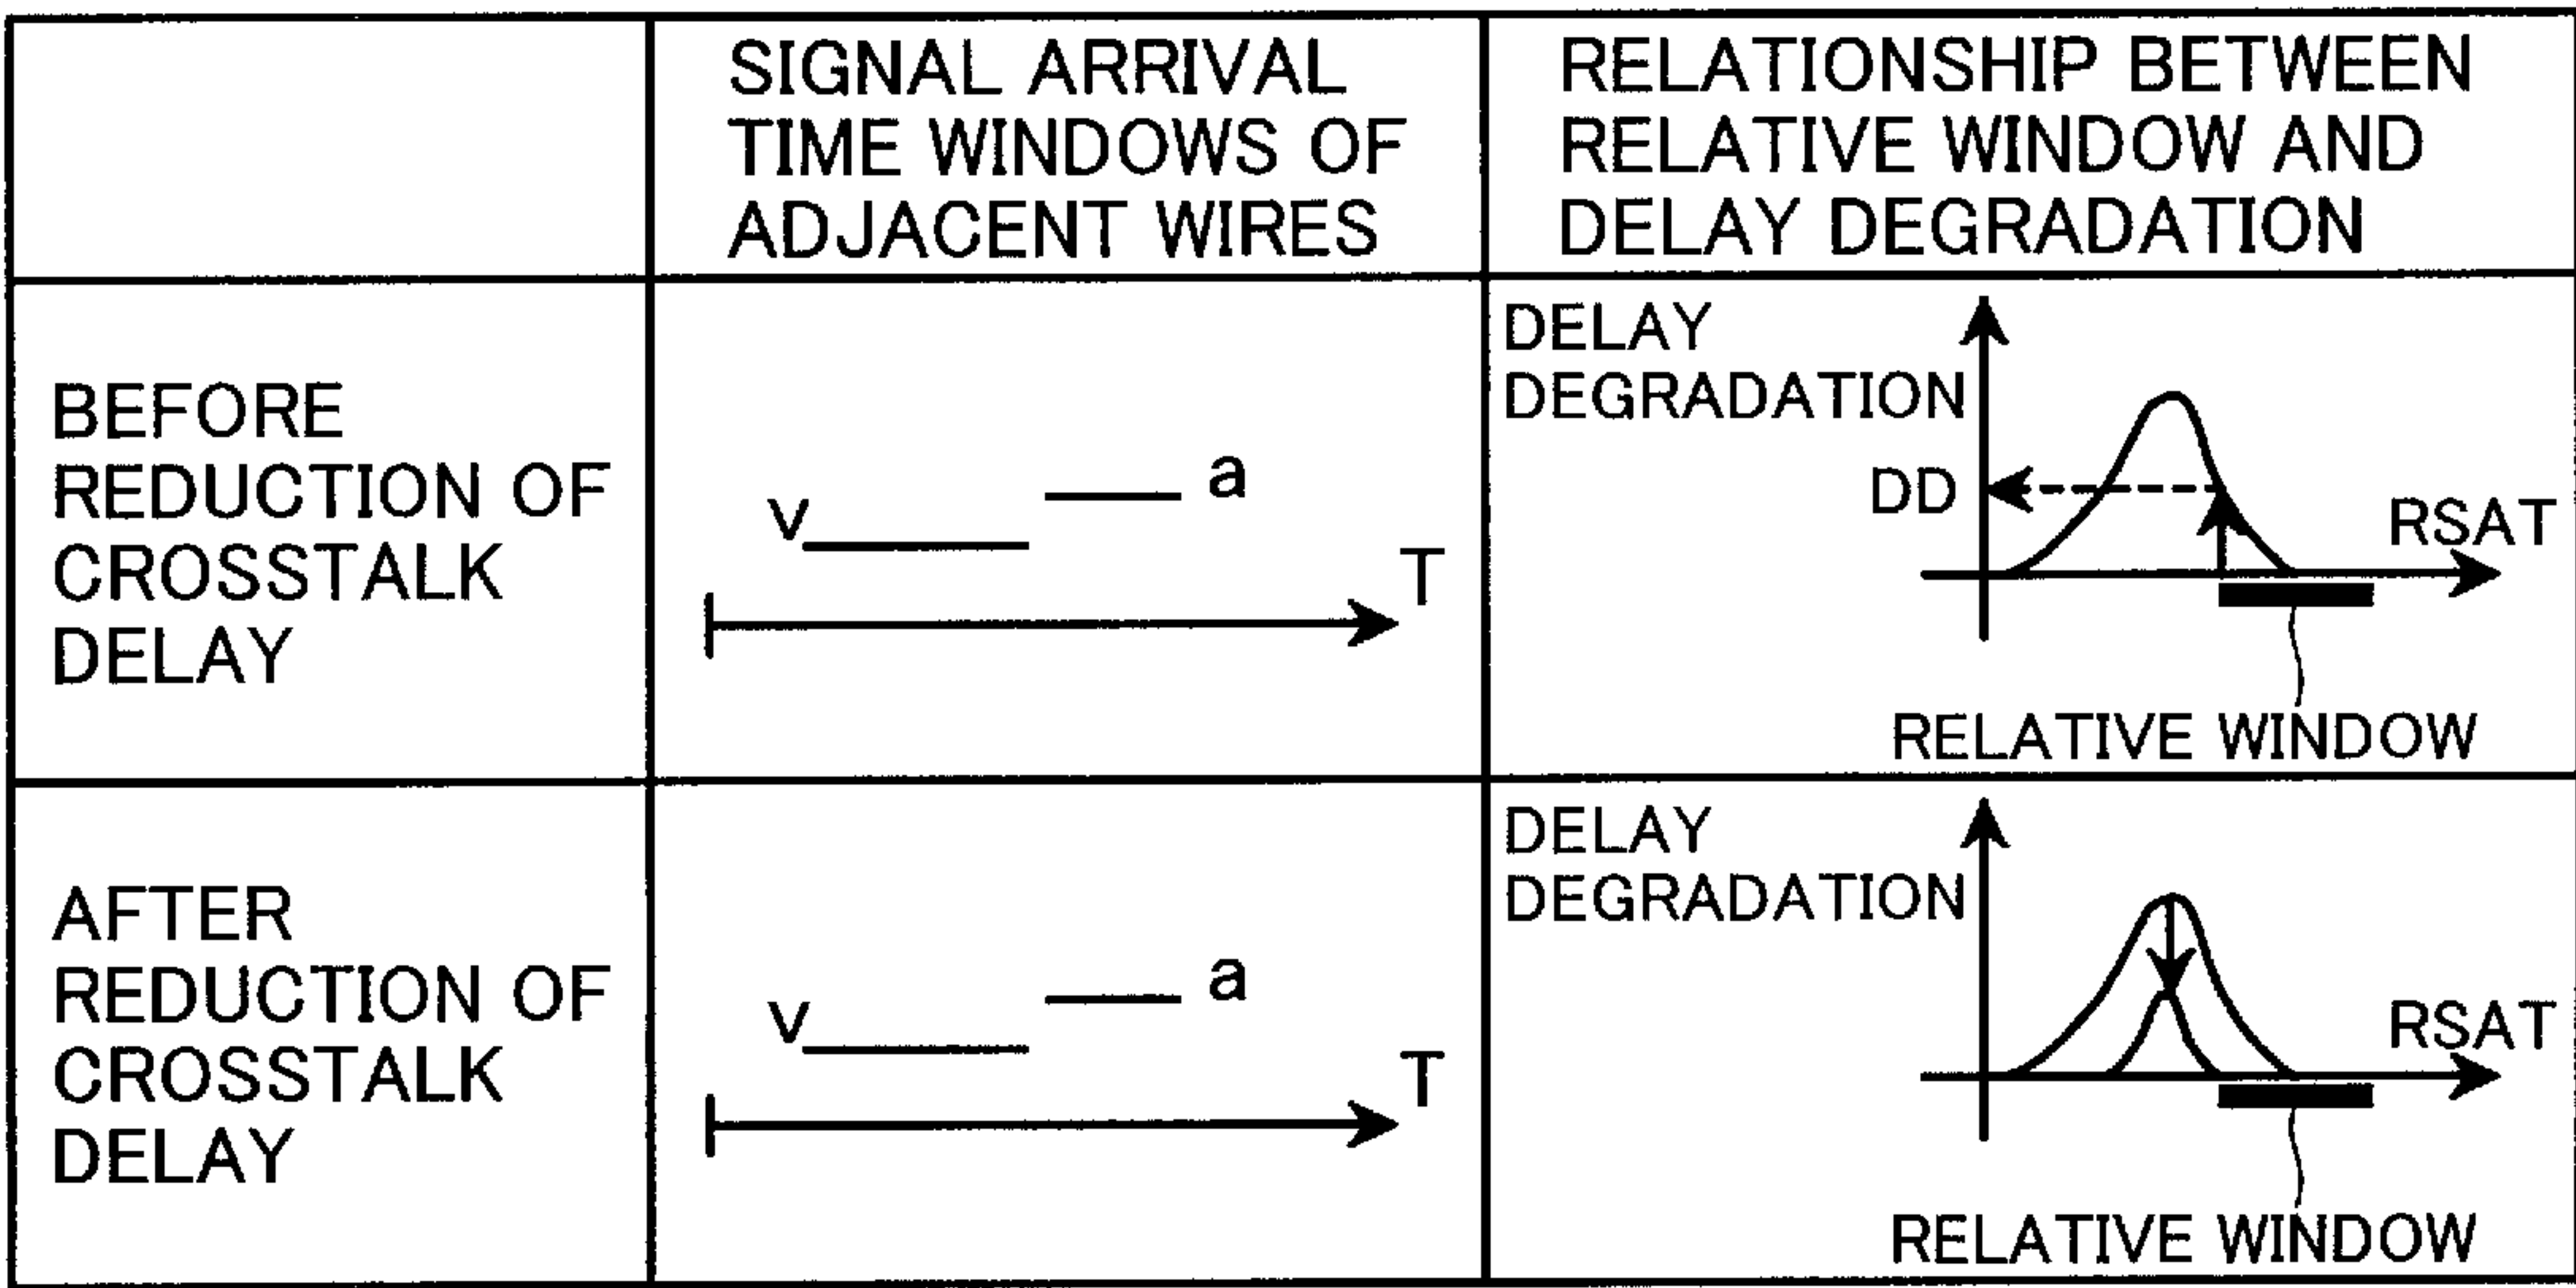 SIGNAL ARRIVAL
TIME WINDOWS OF
ADJACENT WIRES
RELATIONSHIP BETWEEN
RELATIVE WINDOW AND
DELAY DEGRADATION
BEFORE
REDUCTION OF
CROSSTALK
DELAY
v
a
T
DELAY
DEGRADATION
DD
RSAT
RELATIVE WINDOW
AFTER
REDUCTION OF
CROSSTALK
DELAY
v
a
T
DELAY
DEGRADATION
RSAT
RELATIVE WINDOW